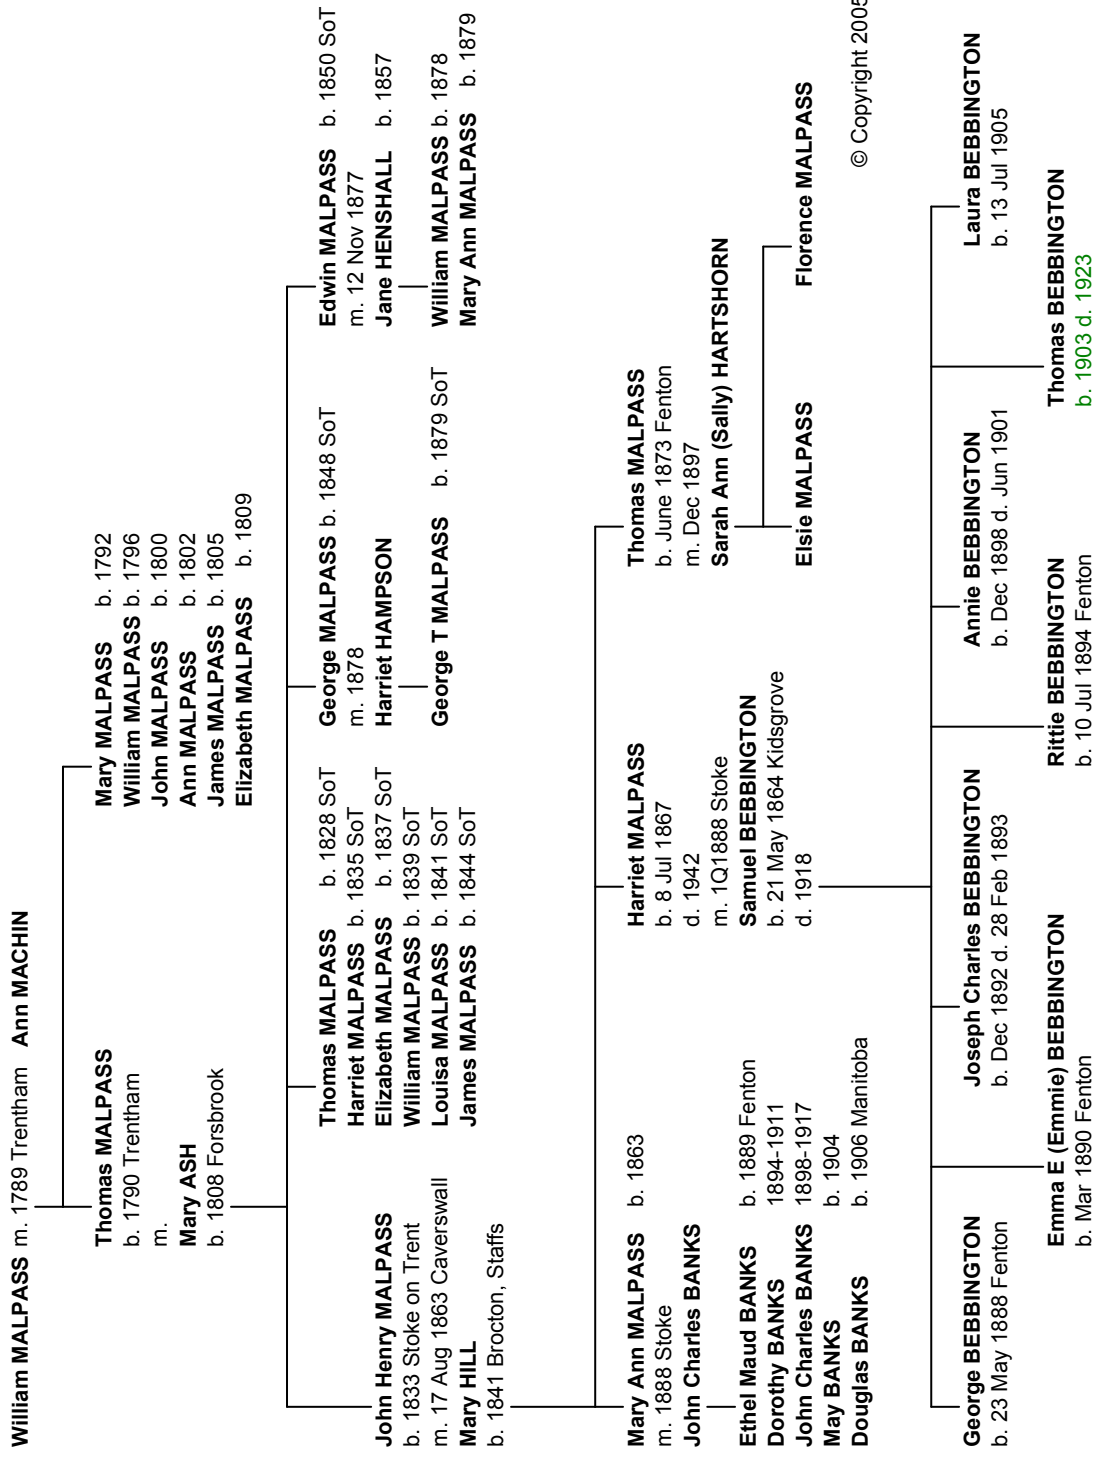 William MALPASS m. 1789 Trentham Ann MACHIN
Thomas MALPASS
b. 1790 Trentham
m.
Mary ASH
b. 1808 Forsbrook
Mary MALPASS b. 1792
William MALPASS b. 1796
John MALPASS b. 1800
Ann MALPASS b. 1802
James MALPASS b. 1805
Elizabeth MALPASS b. 1809
John Henry MALPASS
b. 1833 Stoke on Trent
m. 17 Aug 1863 Caverswall
Mary HILL
b. 1841 Brocton, Staffs
Thomas MALPASS b. 1828 SoT
Harriet MALPASS b. 1835 SoT
Elizabeth MALPASS b. 1837 SoT
William MALPASS b. 1839 SoT
Louisa MALPASS b. 1841 SoT
James MALPASS b. 1844 SoT
George MALPASS b. 1848 SoT
m. 1878
Harriet HAMPSON
George T MALPASS b. 1879 SoT
Edwin MALPASS b. 1850 SoT
m. 12 Nov 1877
Jane HENSHALL b. 1857
William MALPASS b. 1878
Mary Ann MALPASS b. 1879
Mary Ann MALPASS b. 1863
m. 1888 Stoke
John Charles BANKS
Ethel Maud BANKS b. 1889 Fenton
Dorothy BANKS 1894-1911
John Charles BANKS 1898-1917
May BANKS b. 1904
Douglas BANKS b. 1906 Manitoba
Harriet MALPASS
b. 8 Jul 1867
d. 1942
m. 1Q1888 Stoke
Samuel BEBBINGTON
b. 21 May 1864 Kidsgrove
d. 1918
Thomas MALPASS
b. June 1873 Fenton
m. Dec 1897
Sarah Ann (Sally) HARTSHORN
Elsie MALPASS
Florence MALPASS
© Copyright 2005
George BEBBINGTON
b. 23 May 1888 Fenton
Emma E (Emmie) BEBBINGTON
b. Mar 1890 Fenton
Joseph Charles BEBBINGTON
b. Dec 1892 d. 28 Feb 1893
Rittie BEBBINGTON
b. 10 Jul 1894 Fenton
Annie BEBBINGTON
b. Dec 1898 d. Jun 1901
Thomas BEBBINGTON
b. 1903 d. 1923
Laura BEBBINGTON
b. 13 Jul 1905